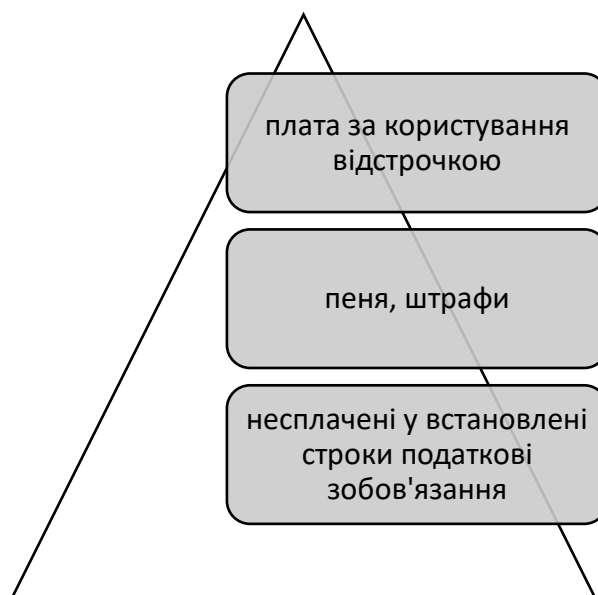 плата за користування
відстрочкою
пеня, штрафи
несплачені у встановлені
строки податкові
зобов'язання